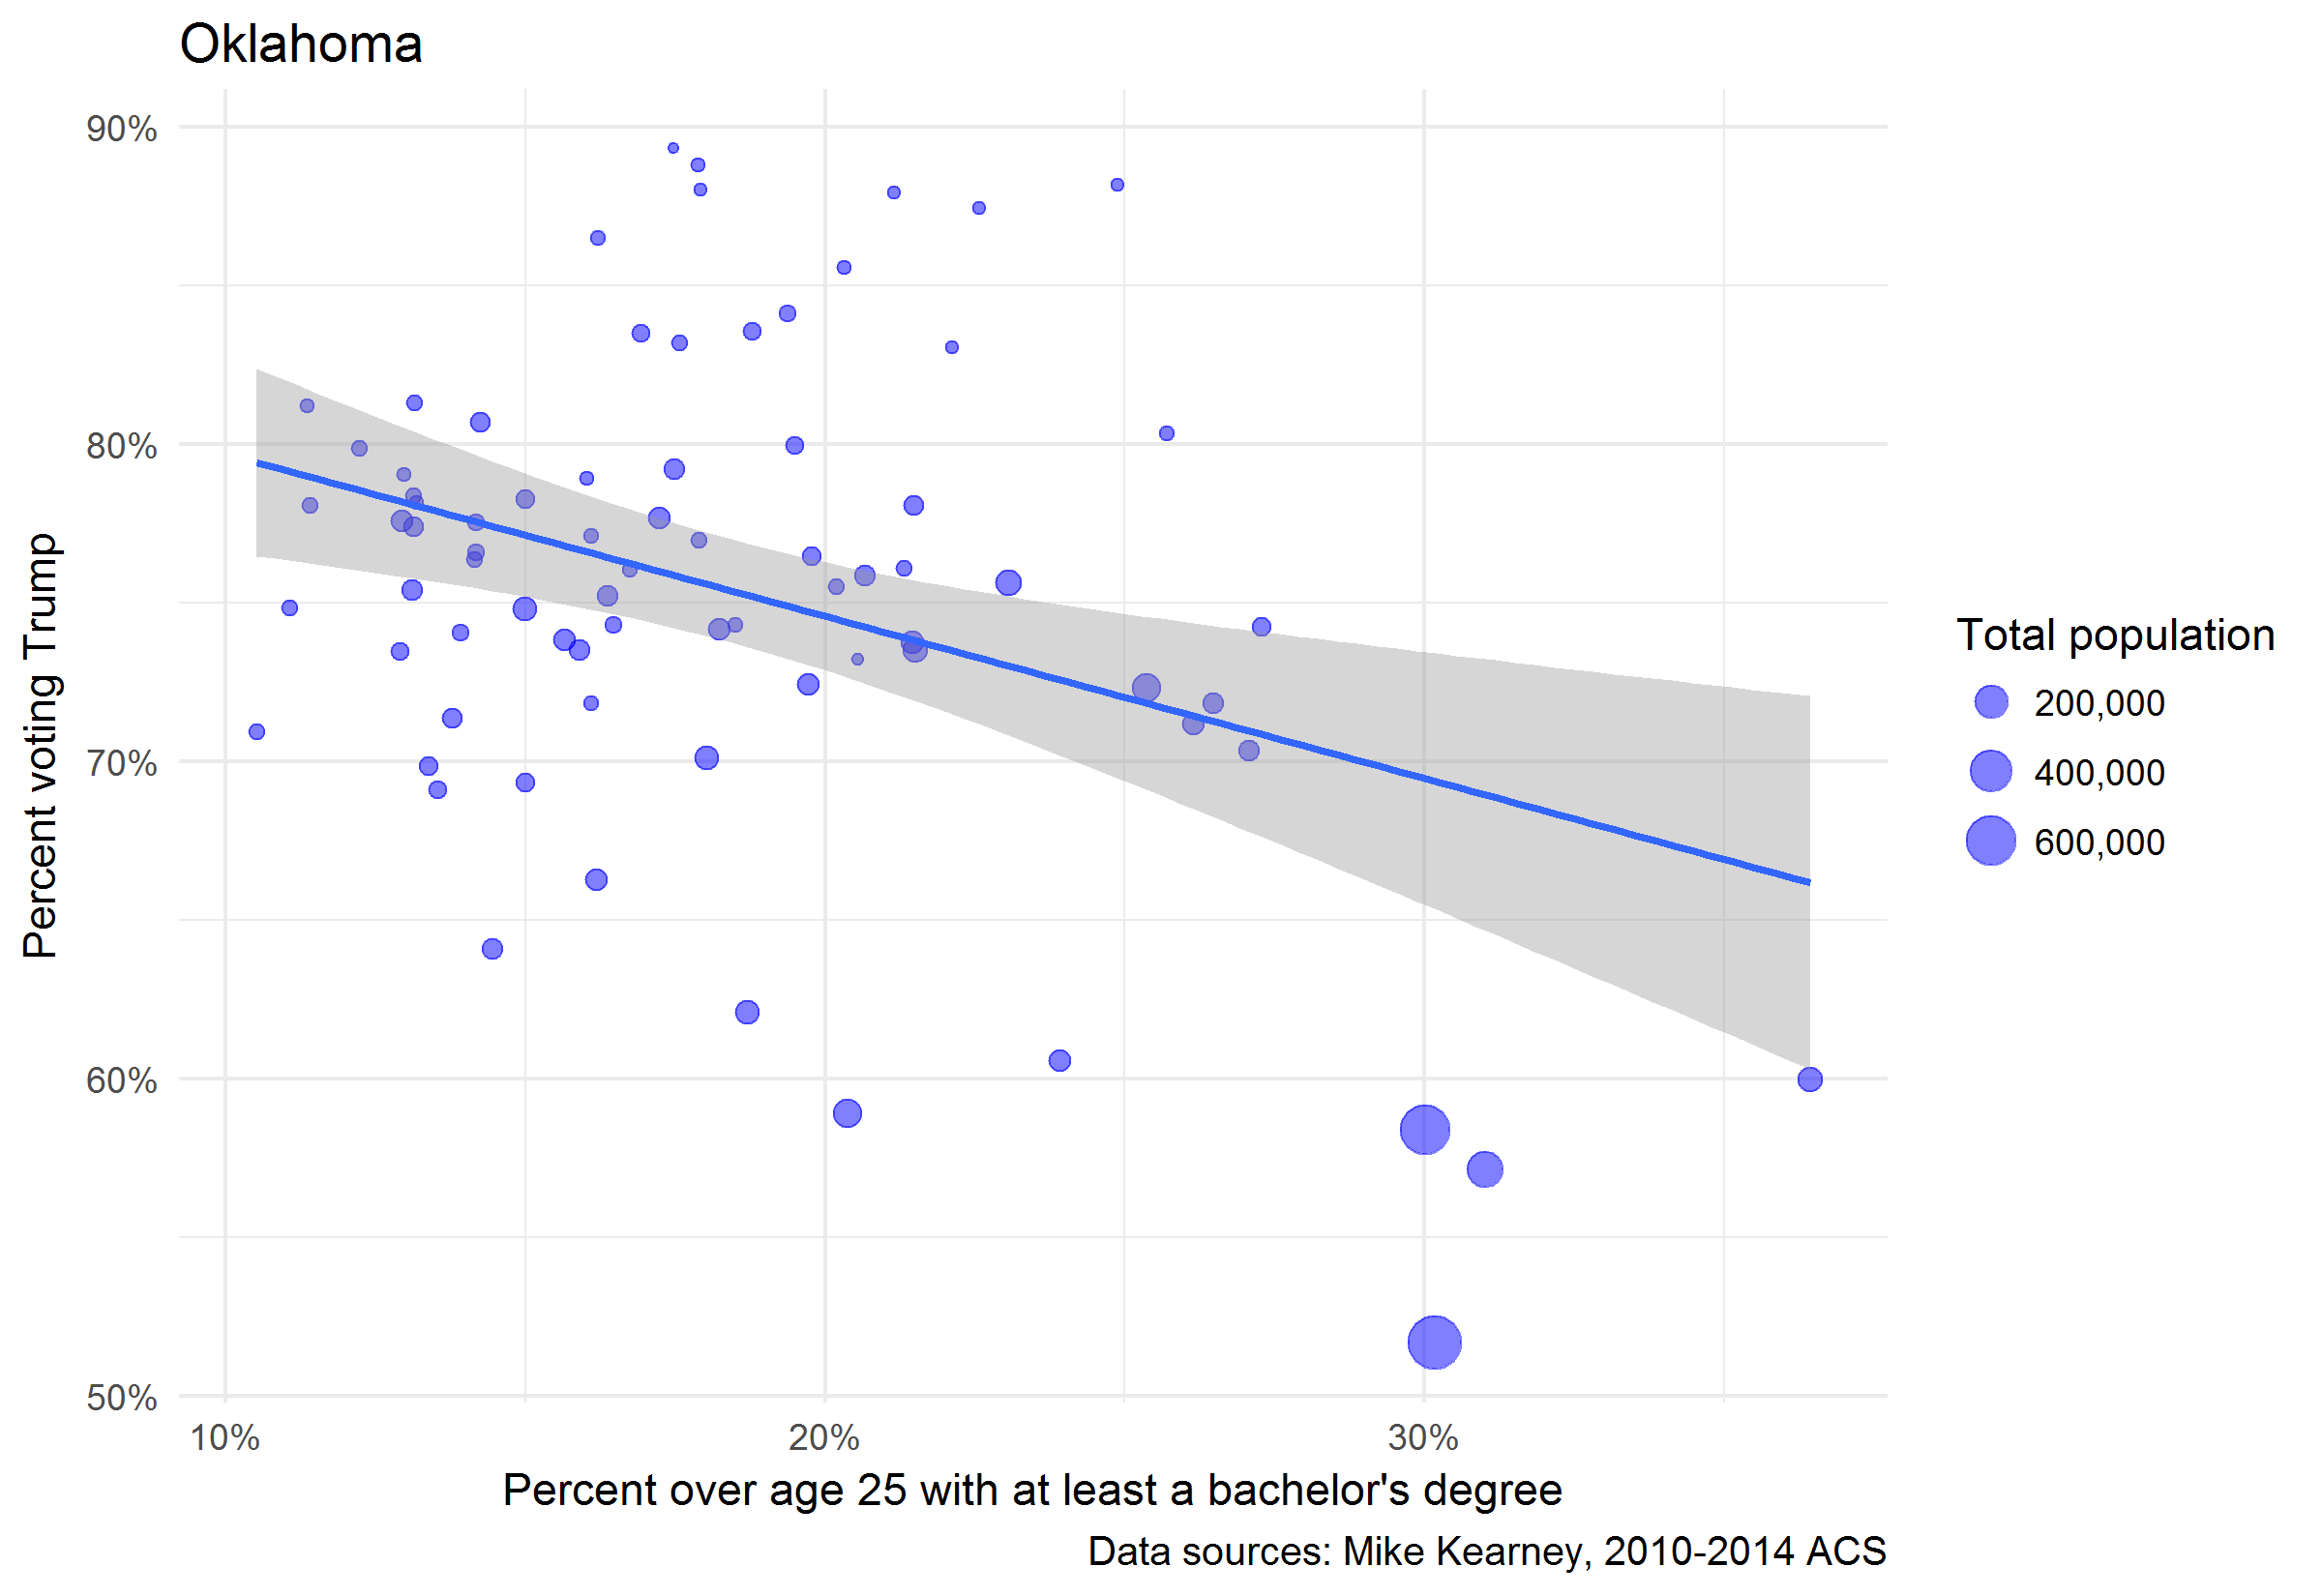 Oklahoma
90%
80%
70%
60%
50%
Percent voting Trump
10%
20%
30%
Percent over age 25 with at least a bachelor's degree
Data sources: Mike Kearney, 2010-2014 ACS
Total population
200,000
400,000
600,000